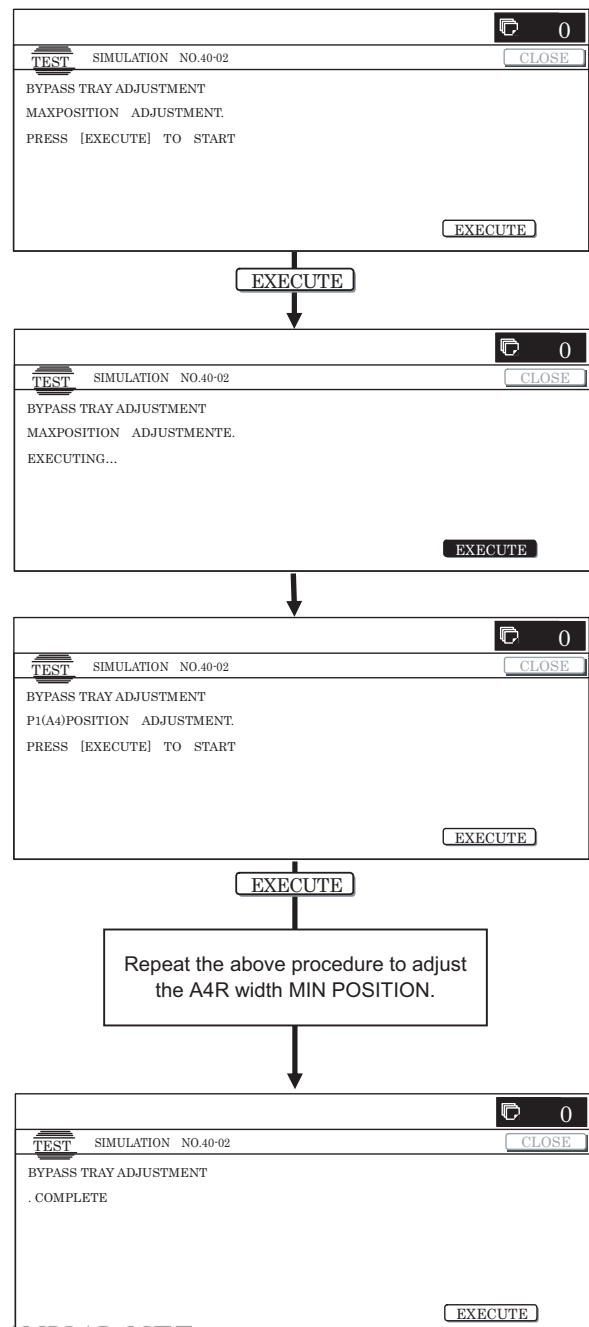 0
TEST SIMULATION NO.40-02 CLOSE
BYPASS TRAY ADJUSTMENT
MAXPOSITION ADJUSTMENT.
PRESS [EXECUTE] TO START
EXECUTE
EXECUTE
0
TEST SIMULATION NO.40-02 CLOSE
BYPASS TRAY ADJUSTMENT
MAXPOSITION ADJUSTMENTE.
EXECUTING...
EXECUTE
0
TEST SIMULATION NO.40-02 CLOSE
BYPASS TRAY ADJUSTMENT
P1(A4)POSITION ADJUSTMENT.
PRESS [EXECUTE] TO START
EXECUTE
EXECUTE
Repeat the above procedure to adjust
the A4R width MIN POSITION.
0
TEST SIMULATION NO.40-02 CLOSE
BYPASS TRAY ADJUSTMENT
. COMPLETE
EXECUTE